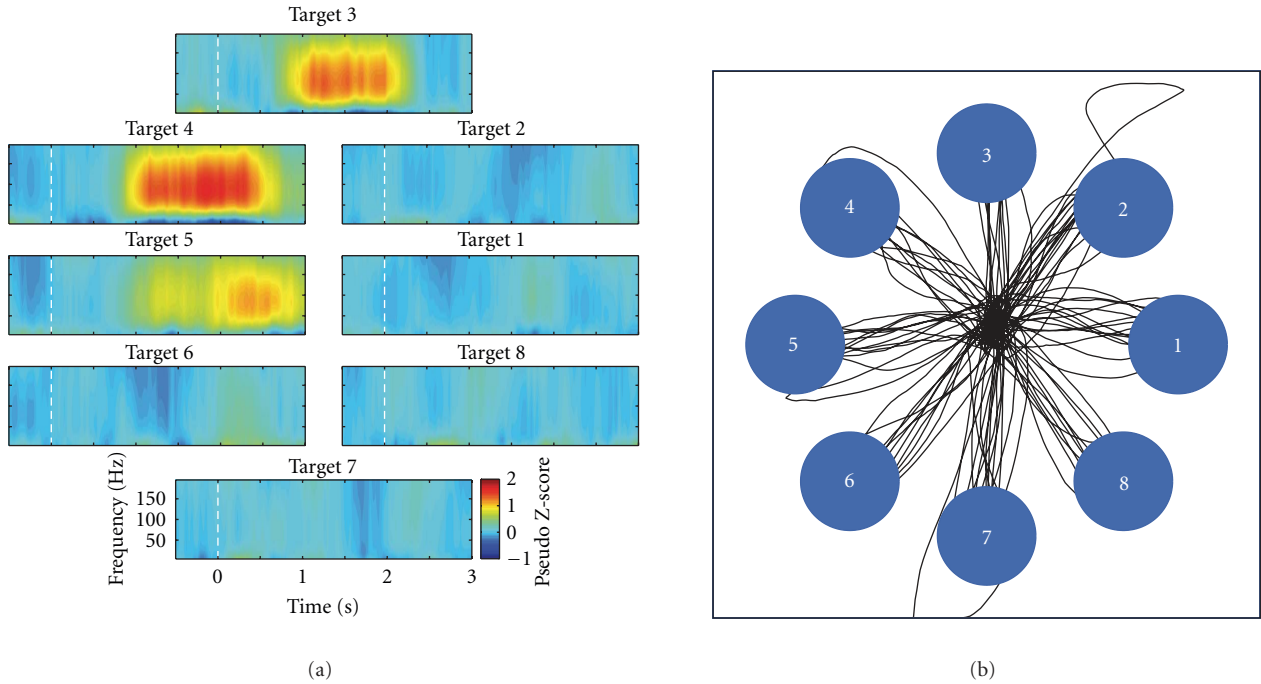 Target 3
Target 4
Target 2
Target 5
Target 1
Target 6
Target 8
Target 7
Frequency (Hz)
150
100
50
0
1
2
3
Time (s)
2
1
0
−1
Pseudo Z-score
(a)
3
4
2
5
1
6
8
7
(b)